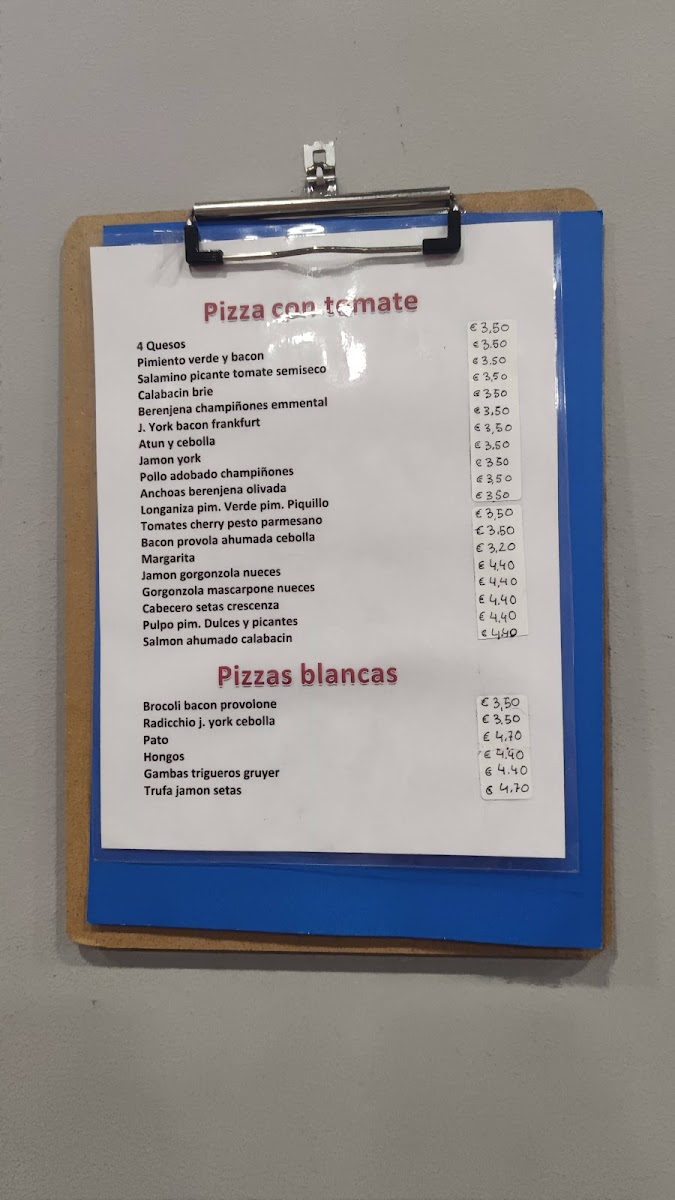 Pizza con tomate
4 Quesos € 3,50
Pimiento verde y bacon € 3.50
Salamino picante tomate semiseco € 3.50
Calabacin brie € 3,50
Berenjena champiñones emmental € 3.50
J. York bacon frankfurt € 3,50
Atun y cebolla € 3,50
Jamon york € 3,50
Pollo adobado champiñones € 3.50
Anchoas berenjena olivada € 3,50
Longaniza pim. Verde pim. Piquillo € 3,50
Tomates cherry pesto parmesano € 3,50
Bacon provola ahumada cebolla € 3.50
Margarita € 3,20
Jamon gorgonzola nueces € 4,40
Gorgonzola mascarpone nueces € 4,40
Cabecero setas crescenza € 4.40
Pulpo pim. Dulces y picantes € 4,40
Salmon ahumado calabacin € 4,40
Pizzas blancas
Brocoli bacon provolone € 3,50
Radicchio j. york cebolla € 3,50
Pato € 4.70
Hongos € 4.40
Gambas trigueros gruyer € 4.40
Trufa jamon setas € 4.70